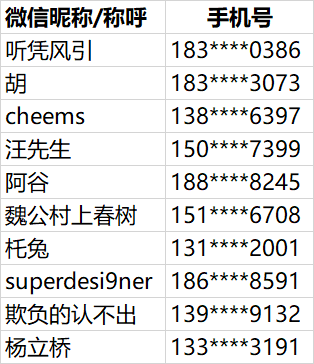 微信昵称/称呼 手机号
听凭风引 183****0386
胡 183****3073
cheems 138****6397
汪先生 150****7399
阿谷 188****8245
魏公村上春树 151****6708
杔兔 131****2001
superdesi9ner 186****8591
欺负的认不出 139****9132
杨立桥 133****3191